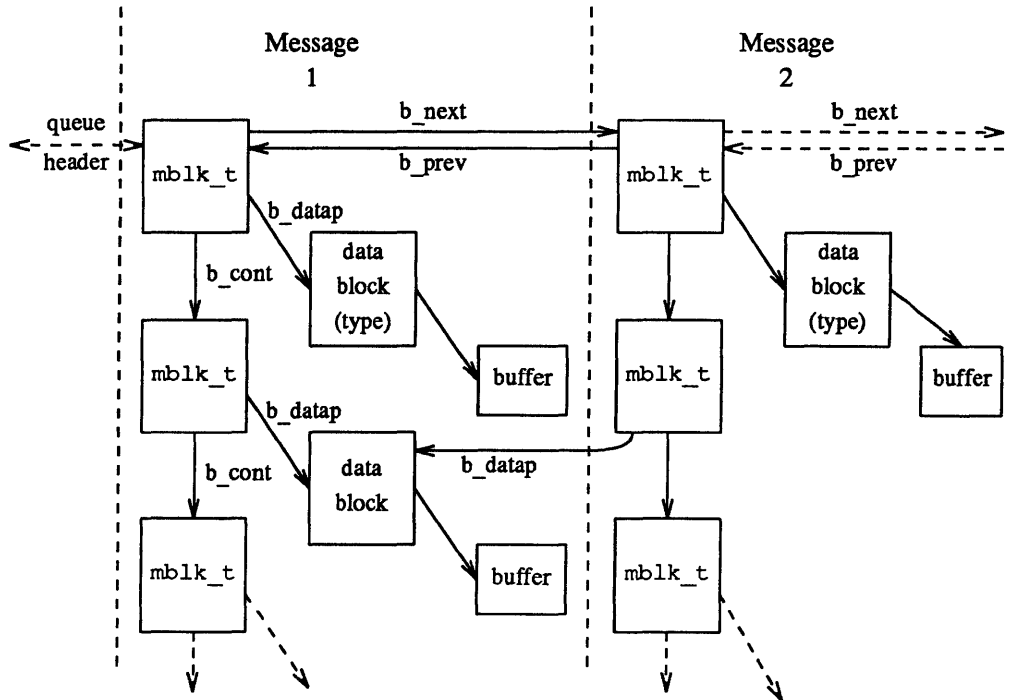 Message
1
Message
2
queue
header
b_next
b_prev
b_next
b_prev
mblk_t
mblk_t
b_datap
data
block
(type)
data
block
(type)
b_cont
buffer
buffer
mblk_t
mblk_t
b_datap
b_datap
data
block
b_cont
buffer
mblk_t
mblk_t